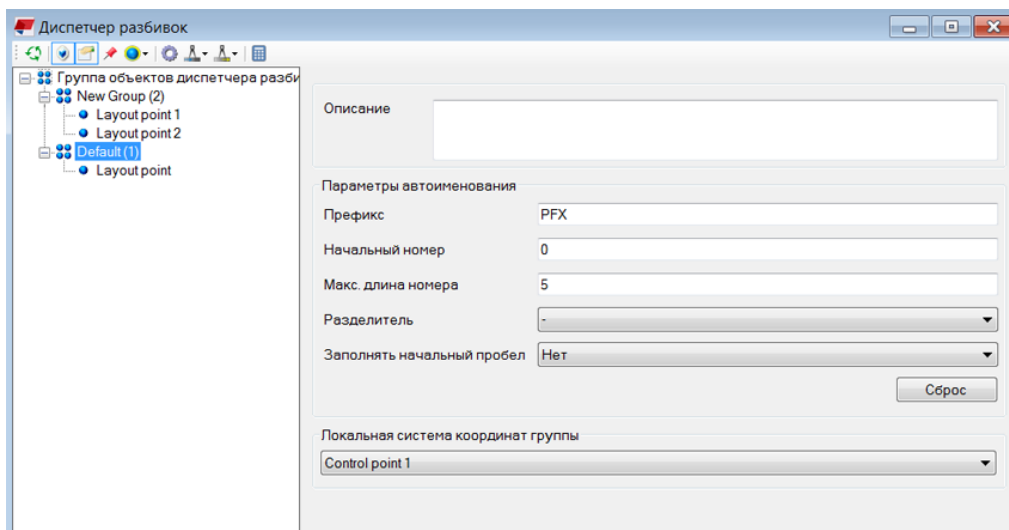 Диспетчер разбивок
Группа объектов диспетчера разби
New Group (2)
Layout point 1
Layout point 2
Default (1)
Layout point
Описание
Параметры автоименования
Префикс PFX
Начальный номер 0
Макс. длина номера 5
Разделитель -
Заполнять начальный пробел Нет
Сброс
Локальная система координат группы
Control point 1